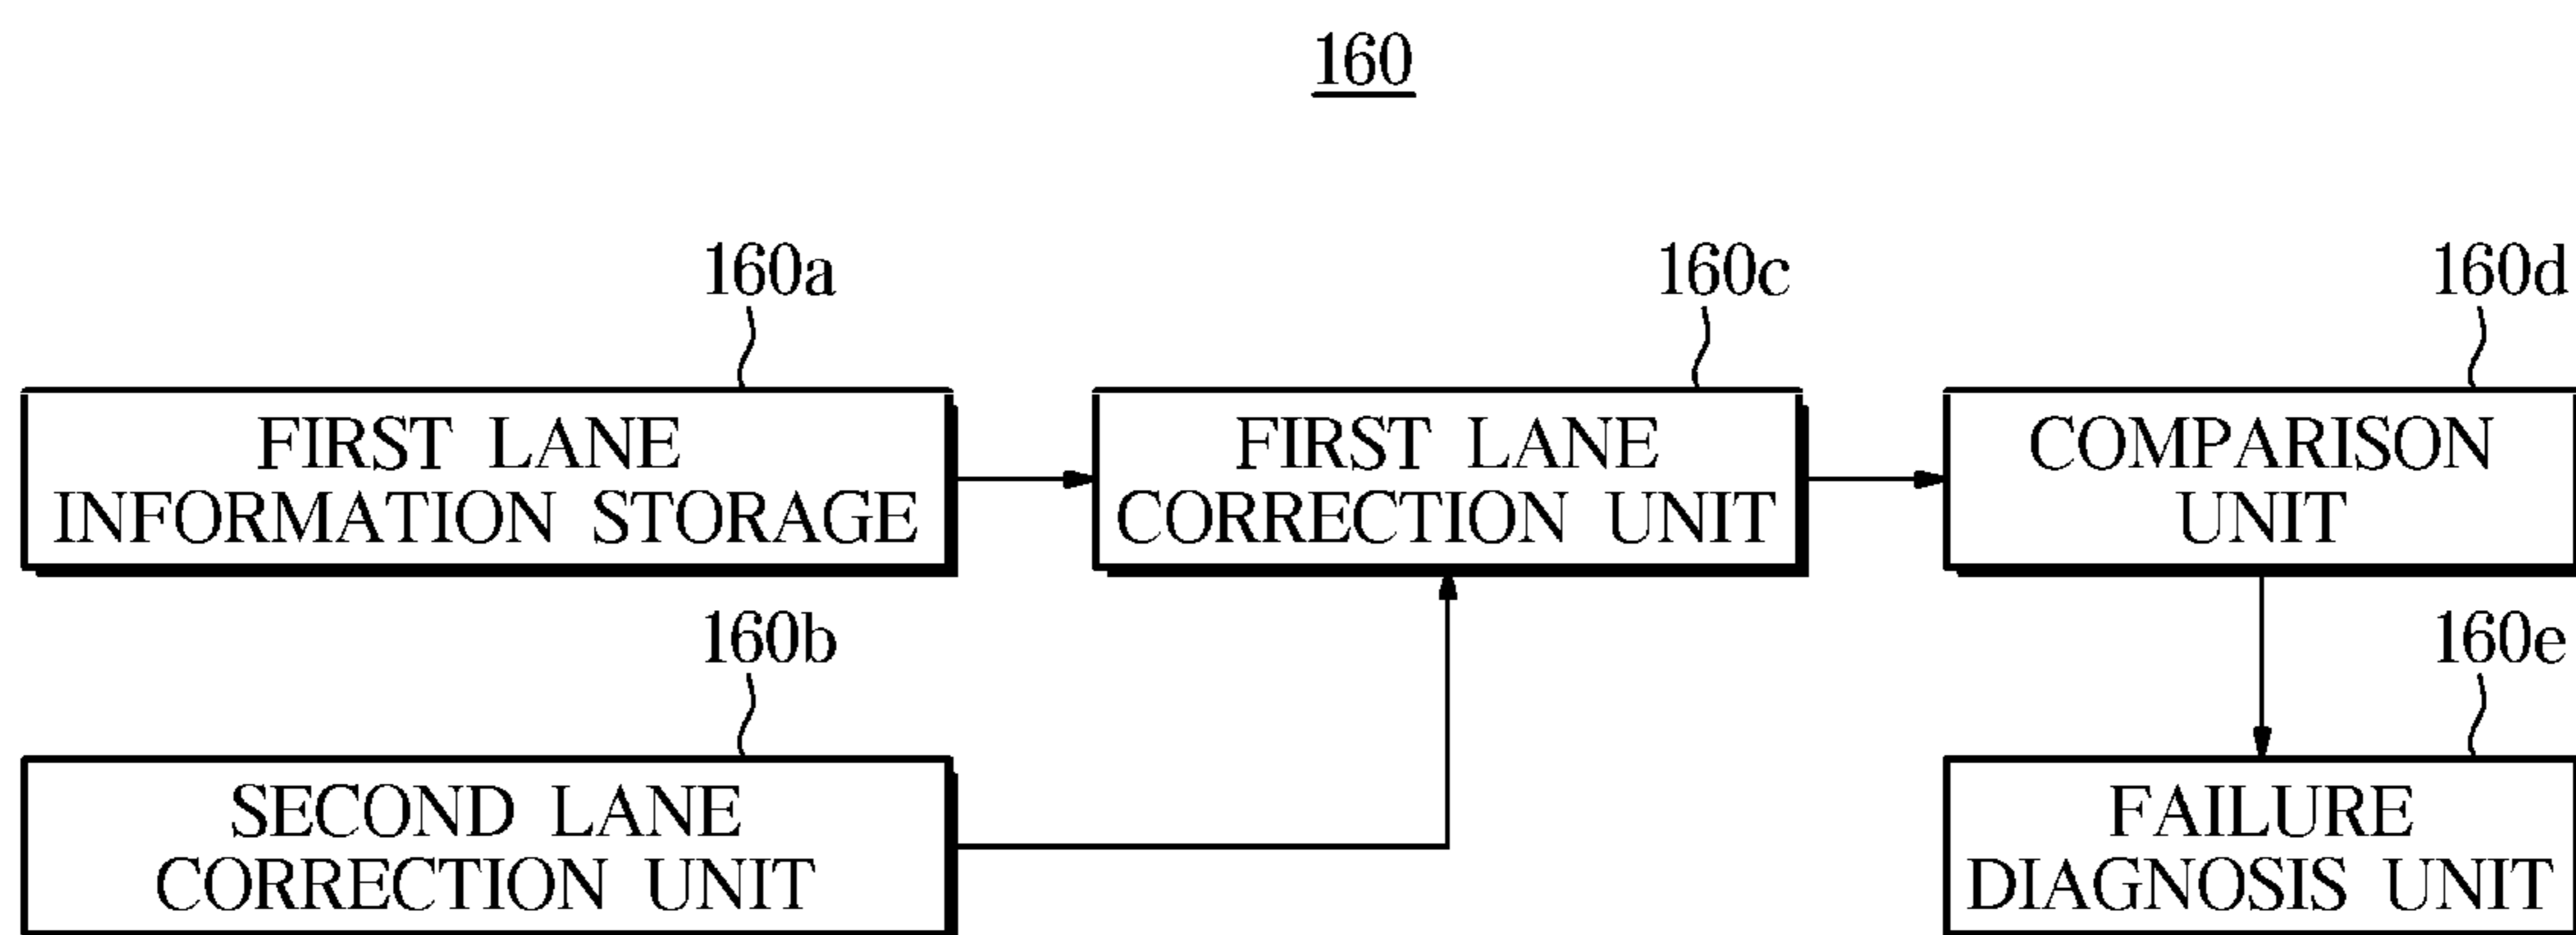 160
160a
160c
160d
FIRST LANE
INFORMATION STORAGE
FIRST LANE
CORRECTION UNIT
COMPARISON
UNIT
160b
160e
SECOND LANE
CORRECTION UNIT
FAILURE
DIAGNOSIS UNIT